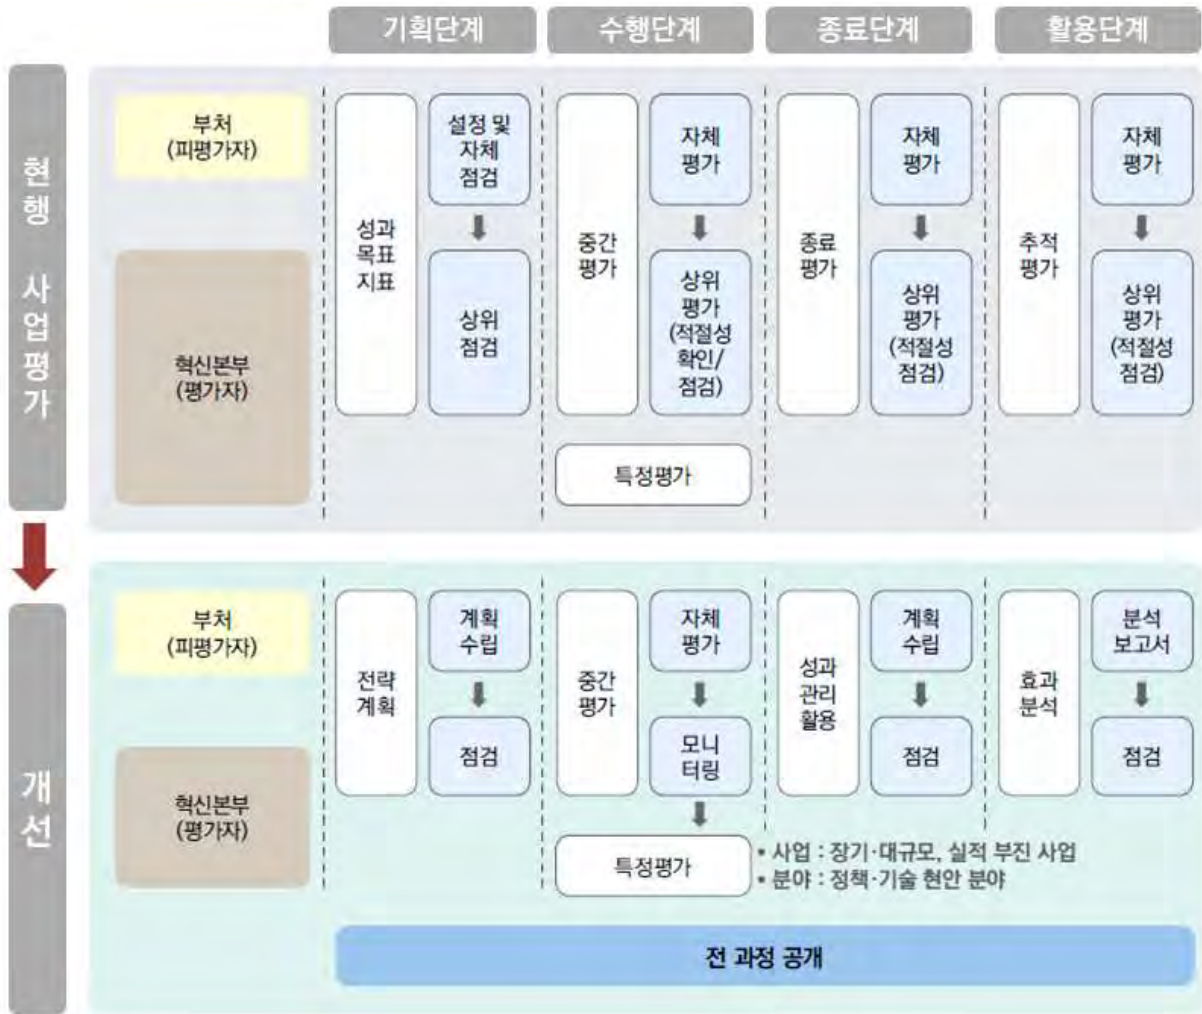 기획단계
수행단계
종료단계
활용단계
현행 사업평가
부처
(피평가자)
혁신본부
(평가자)
성과
목표
지표
설정 및
자체
점검
상위
점검
중간
평가
자체
평가
상위
평가
(적절성
확인/
점검)
특정평가
종료
평가
자체
평가
상위
평가
(적절성
점검)
추적
평가
자체
평가
상위
평가
(적절성
점검)
개선
부처
(피평가자)
혁신본부
(평가자)
전략
계획
계획
수립
점검
중간
평가
자체
평가
모니
터링
특정평가
• 사업 : 장기·대규모, 실적 부진 사업
• 분야 : 정책·기술 현안 분야
성과
관리
활용
계획
수립
점검
효과
분석
분석
보고서
점검
전 과정 공개